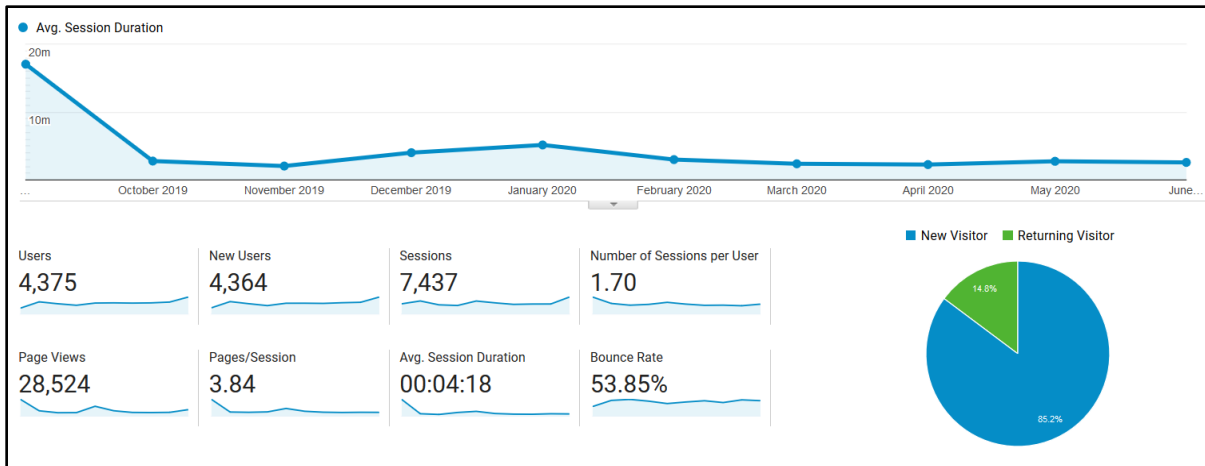 Avg. Session Duration
20m
10m
...
October 2019
November 2019
December 2019
January 2020
February 2020
March 2020
April 2020
May 2020
June...
New Visitor
Returning Visitor
Users
4,375
New Users
4,364
Sessions
7,437
Number of Sessions per User
1.70
14.8%
Page Views
28,524
Pages/Session
3.84
Avg. Session Duration
00:04:18
Bounce Rate
53.85%
85.2%